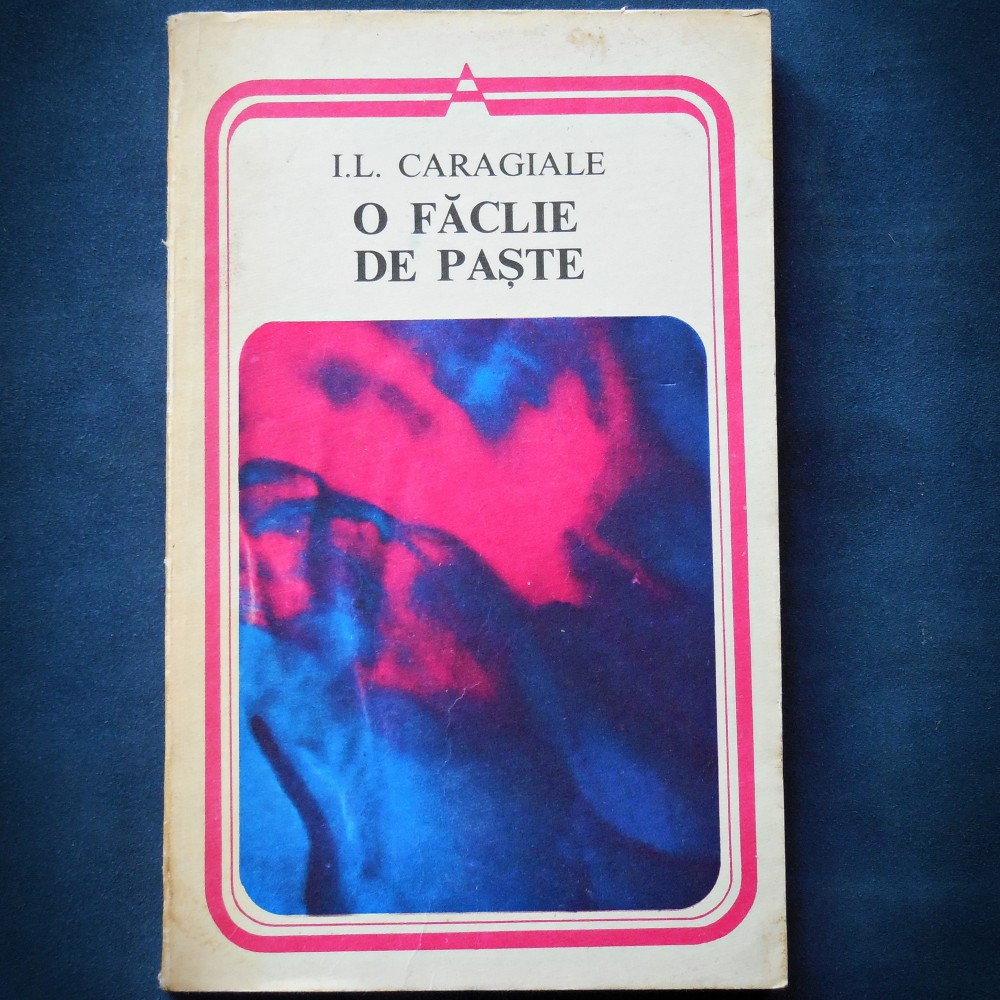 I.L. CARAGIALE
O FĂCLIE
DE PAȘTE